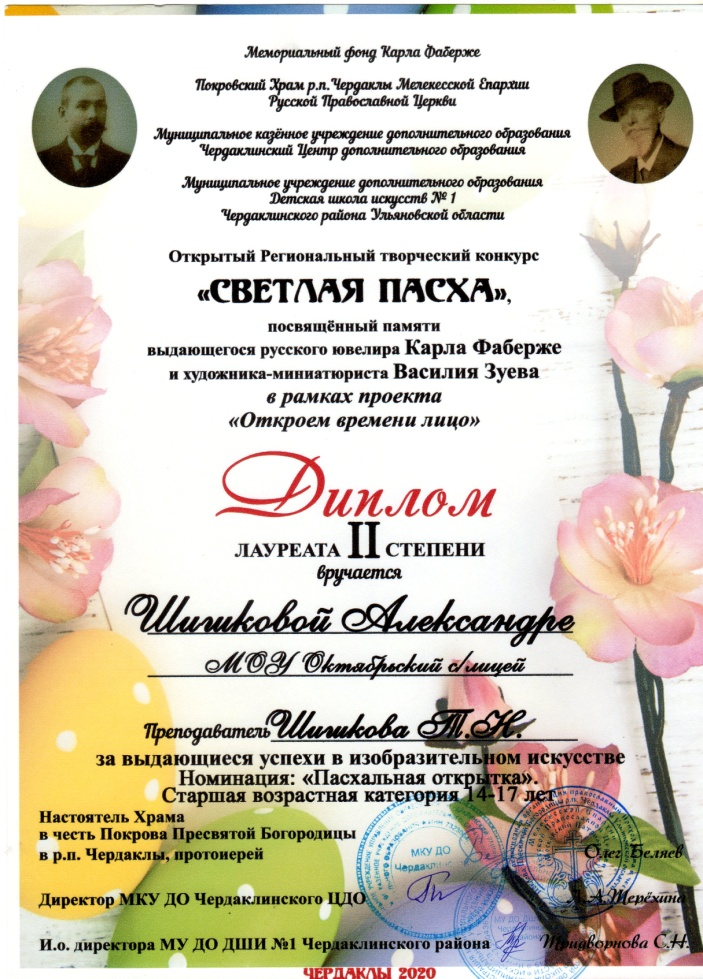 Мемориальный фонд Карла Фаберже
Покровский Храм р.п.Чердаклы Мелекесской Епархии
Русской Православной Церкви
Муниципальное казённое учреждение дополнительного образования
Чердаклинский Центр дополнительного образования
Муниципальное учреждение дополнительного образования
Детская школа искусств № 1
Чердаклинского района Ульяновской области
Открытый Региональный творческий конкурс
«СВЕТЛАЯ ПАСХА»,
посвящённый памяти
выдающегося русского ювелира Карла Фаберже
и художника-миниатюриста Василия Зуева
в рамках проекта
«Откроем времени лицо»
Диплом
ЛАУРЕАТА II СТЕПЕНИ
вручается
Шишковой Александре
МОУ Октябрьский с/лицей
Преподаватель Шишкова Т.Н.
за выдающиеся успехи в изобразительном искусстве
Номинация: «Пасхальная открытка».
Старшая возрастная категория 14-17 лет
Настоятель Храма
в честь Покрова Пресвятой Богородицы
в р.п. Чердаклы, протоиерей Олег Беляев
МКУ ДО
Директор МКУ ДО Чердаклинского ЦДО Л.А.Терёхина
МУ ДО ДШИ
И.о. директора МУ ДО ДШИ №1 Чердаклинского района Тридворнова С.Н.
ЧЕРДАКЛЫ 2020